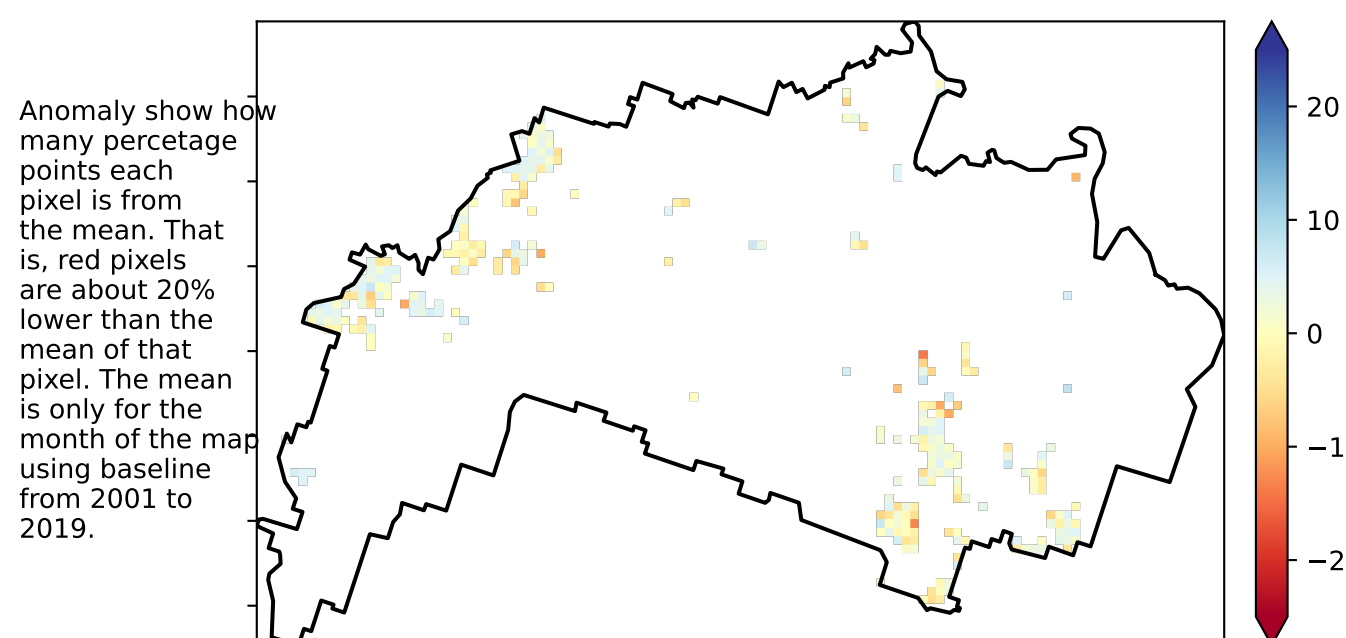 Anomaly show how
many percetage
points each
pixel is from
the mean. That
is, red pixels
are about 20%
lower than the
mean of that
pixel. The mean
is only for the
month of the map
using baseline
from 2001 to
2019.
20
10
0
−1
−2